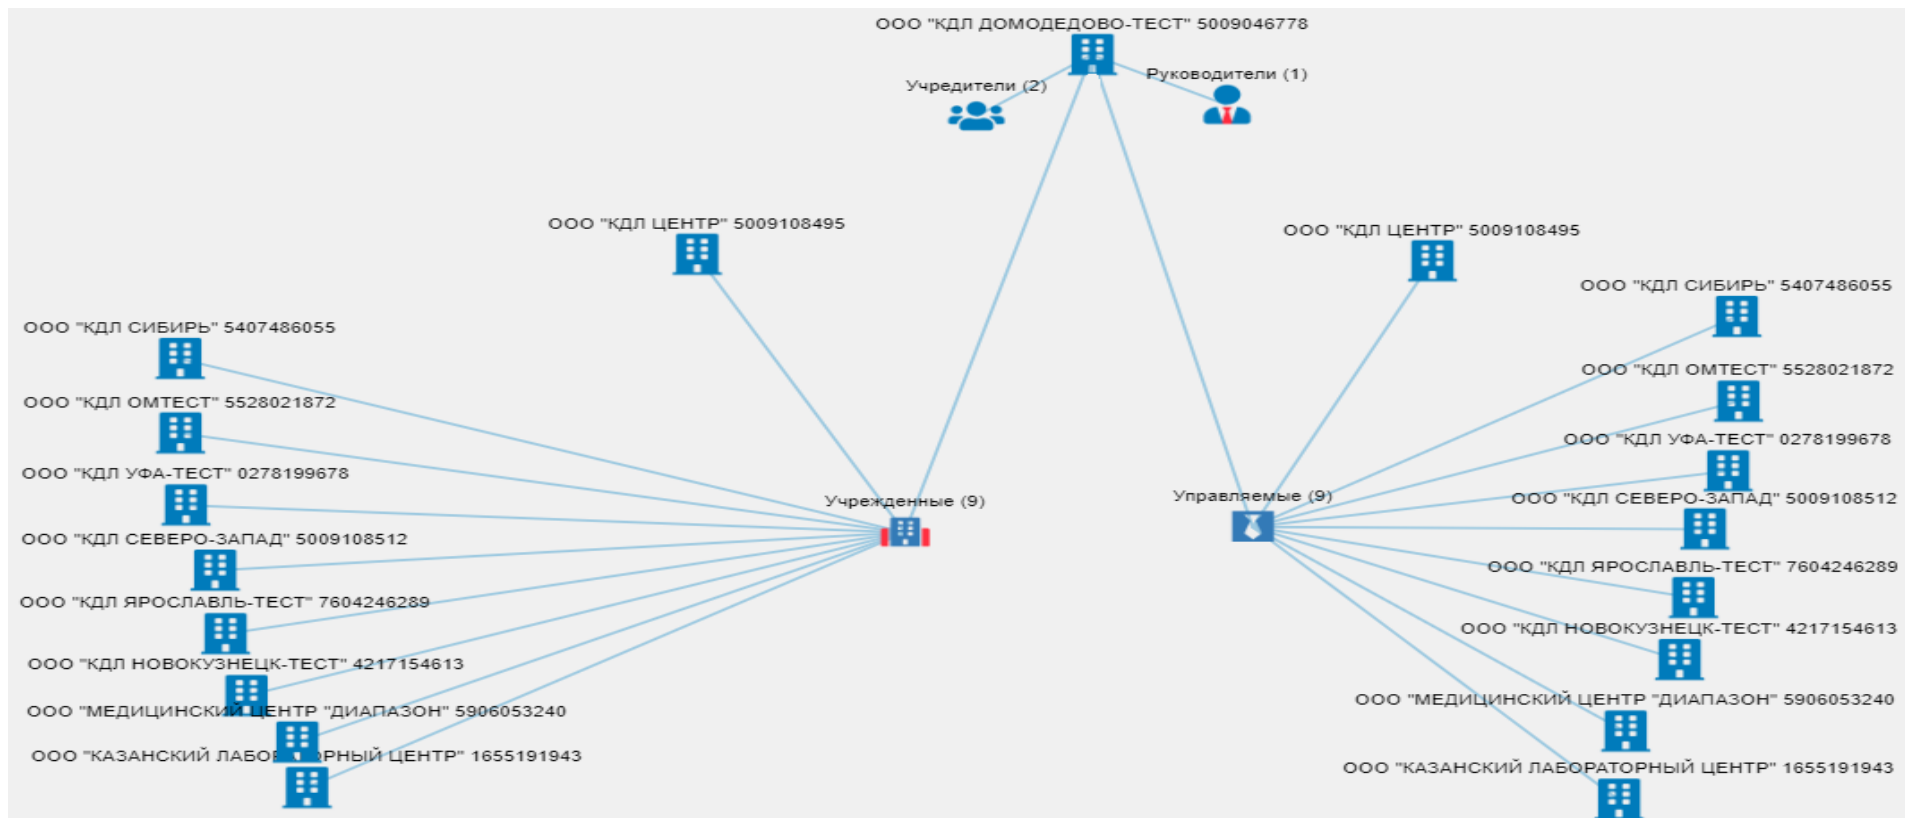 ООО "КДЛ ДОМОДЕДОВО-ТЕСТ" 5009046778
Учредители (2)
Руководители (1)
ООО "КДЛ ЦЕНТР" 5009108495
ООО "КДЛ СИБИРЬ" 5407486055
ООО "КДЛ ОМТЕСТ" 5528021872
ООО "КДЛ УФА-ТЕСТ" 0278199678
Учрежденные (9)
ООО "КДЛ СЕВЕРО-ЗАПАД" 5009108512
ООО "КДЛ ЯРОСЛАВЛЬ-ТЕСТ" 7604246289
ООО "КДЛ НОВОКУЗНЕЦК-ТЕСТ" 4217154613
ООО "МЕДИЦИНСКИЙ ЦЕНТР "ДИАПАЗОН" 5906053240
ООО "КАЗАНСКИЙ ЛАБОРАТОРНЫЙ ЦЕНТР" 1655191943
ООО "КДЛ ЦЕНТР" 5009108495
ООО "КДЛ СИБИРЬ" 5407486055
ООО "КДЛ ОМТЕСТ" 5528021872
ООО "КДЛ УФА-ТЕСТ" 0278199678
Управляемые (9)
ООО "КДЛ СЕВЕРО-ЗАПАД" 5009108512
ООО "КДЛ ЯРОСЛАВЛЬ-ТЕСТ" 7604246289
ООО "КДЛ НОВОКУЗНЕЦК-ТЕСТ" 4217154613
ООО "МЕДИЦИНСКИЙ ЦЕНТР "ДИАПАЗОН" 5906053240
ООО "КАЗАНСКИЙ ЛАБОРАТОРНЫЙ ЦЕНТР" 1655191943